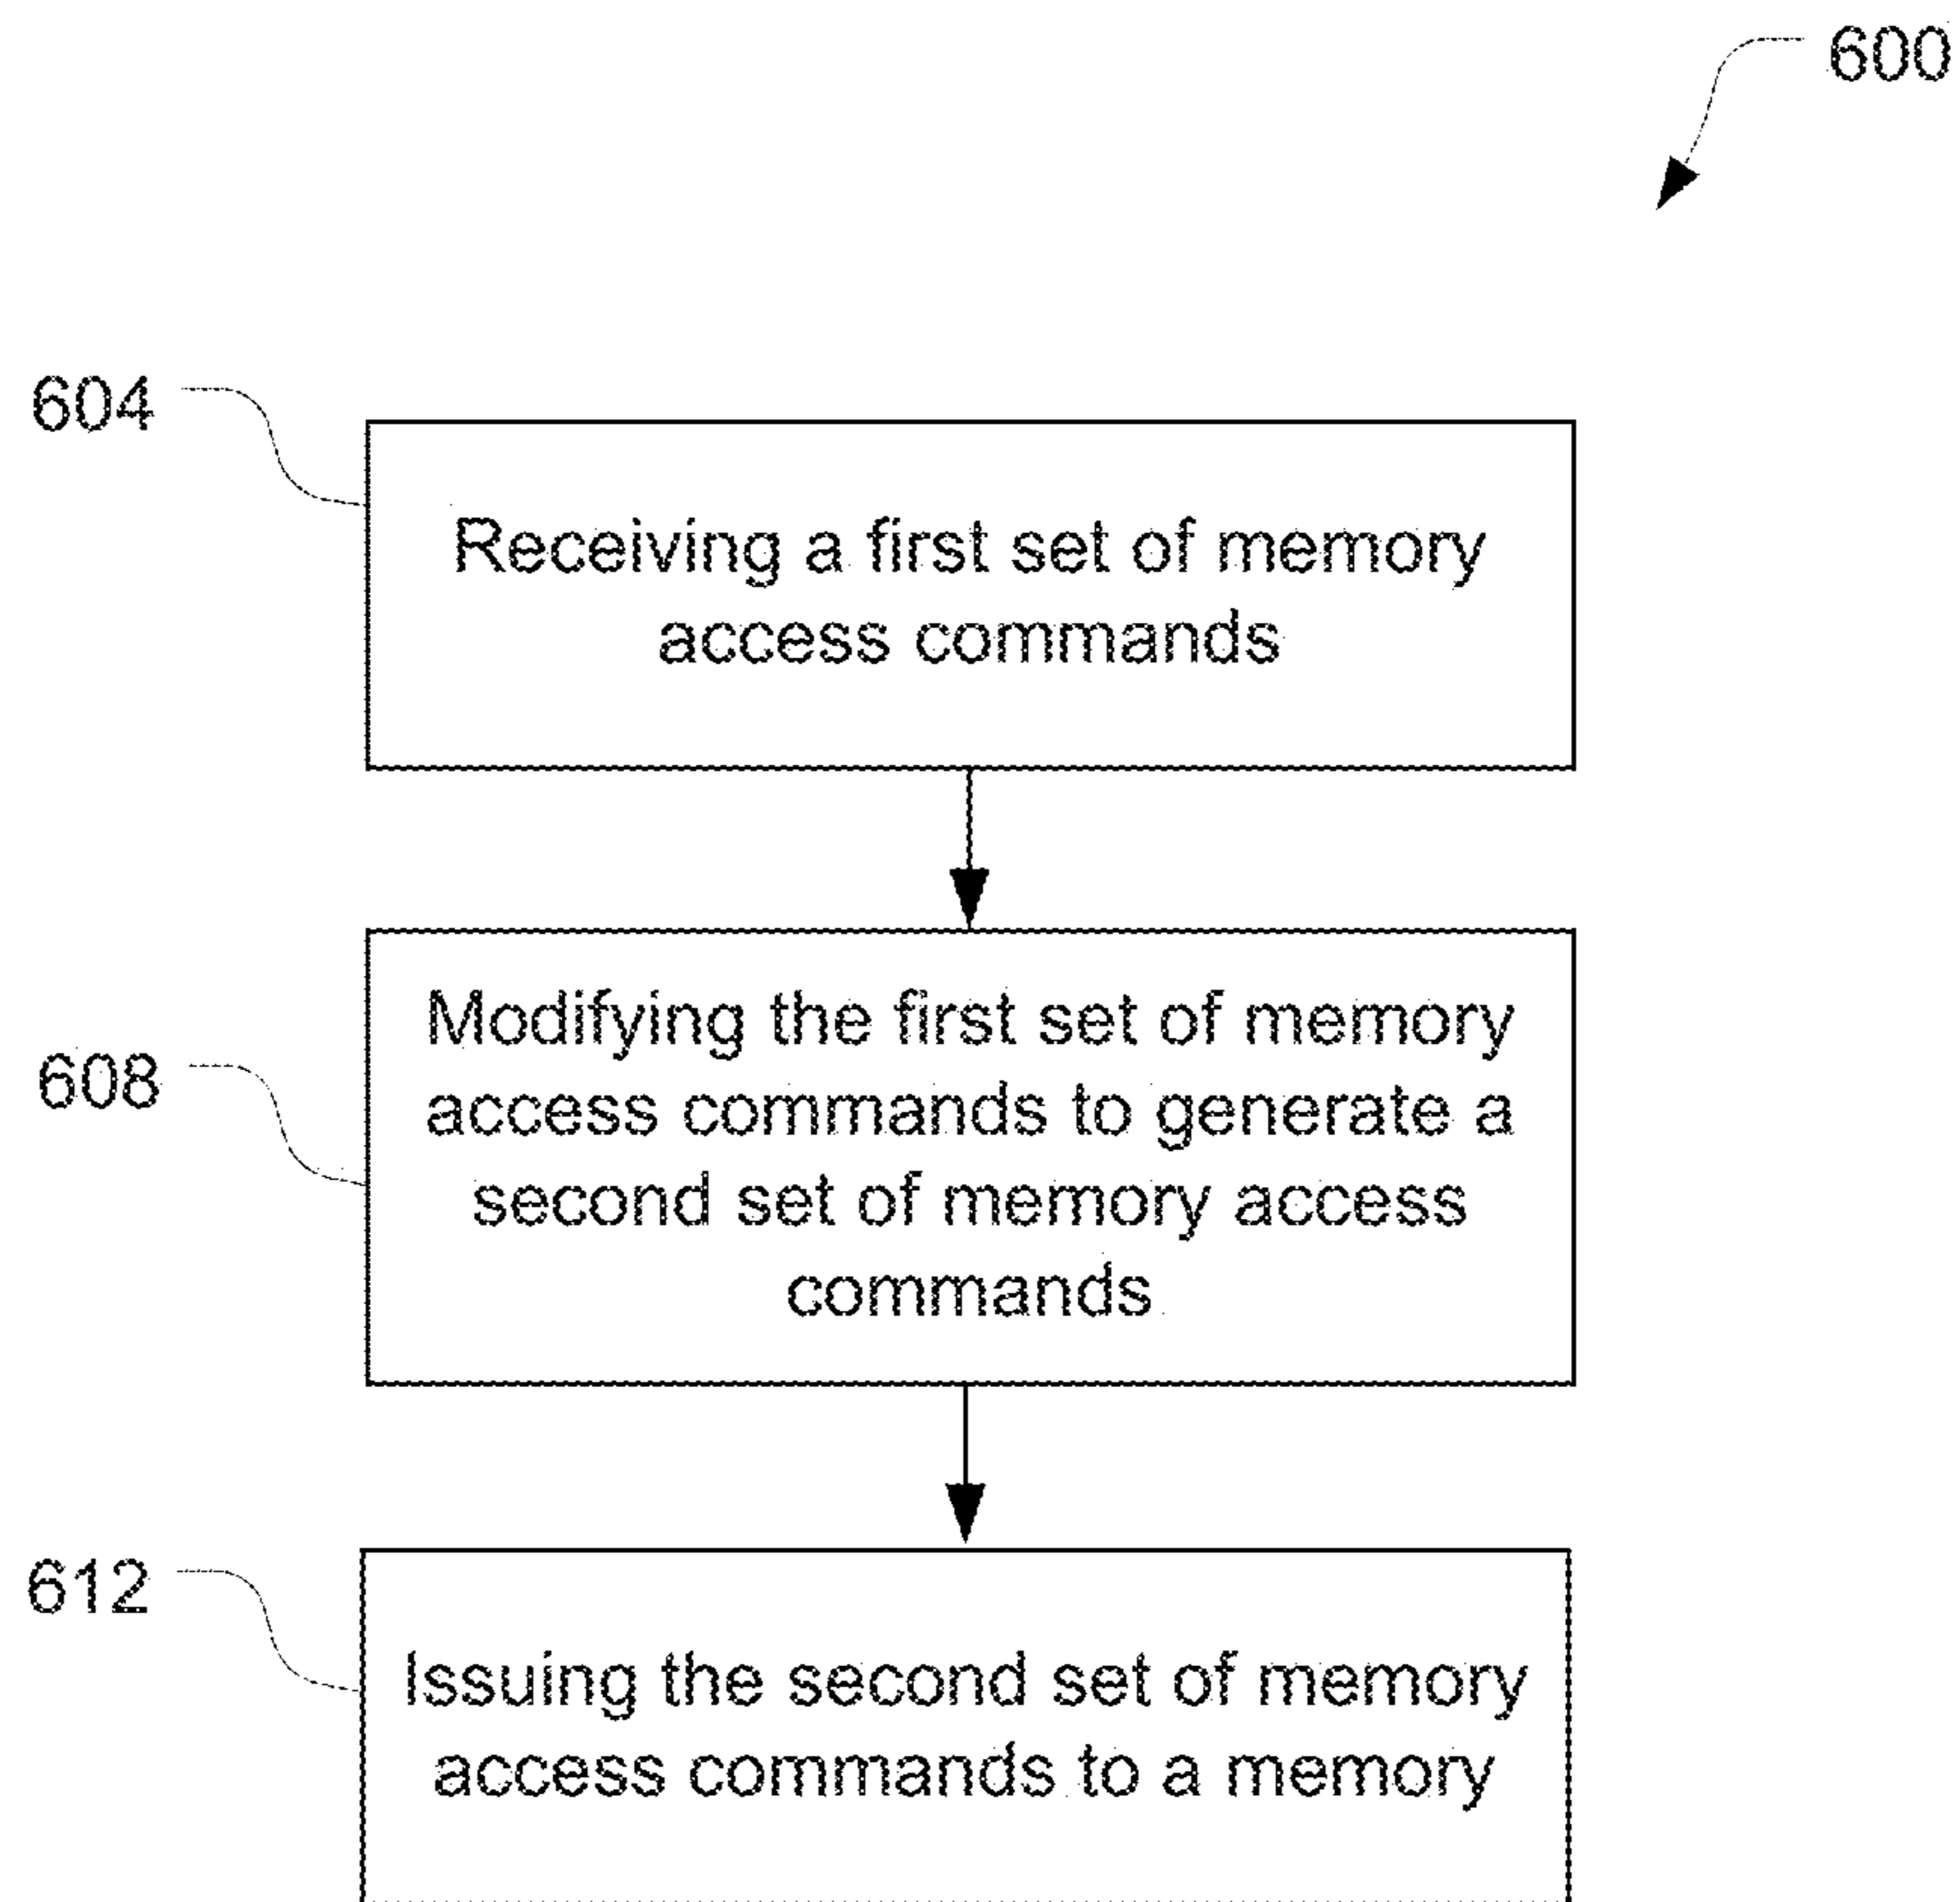 600
604
Receiving a first set of memory
access commands
608
Modifying the first set of memory
access commands to generate a
second set of memory access
commands
612
Issuing the second set of memory
access commands to a memory